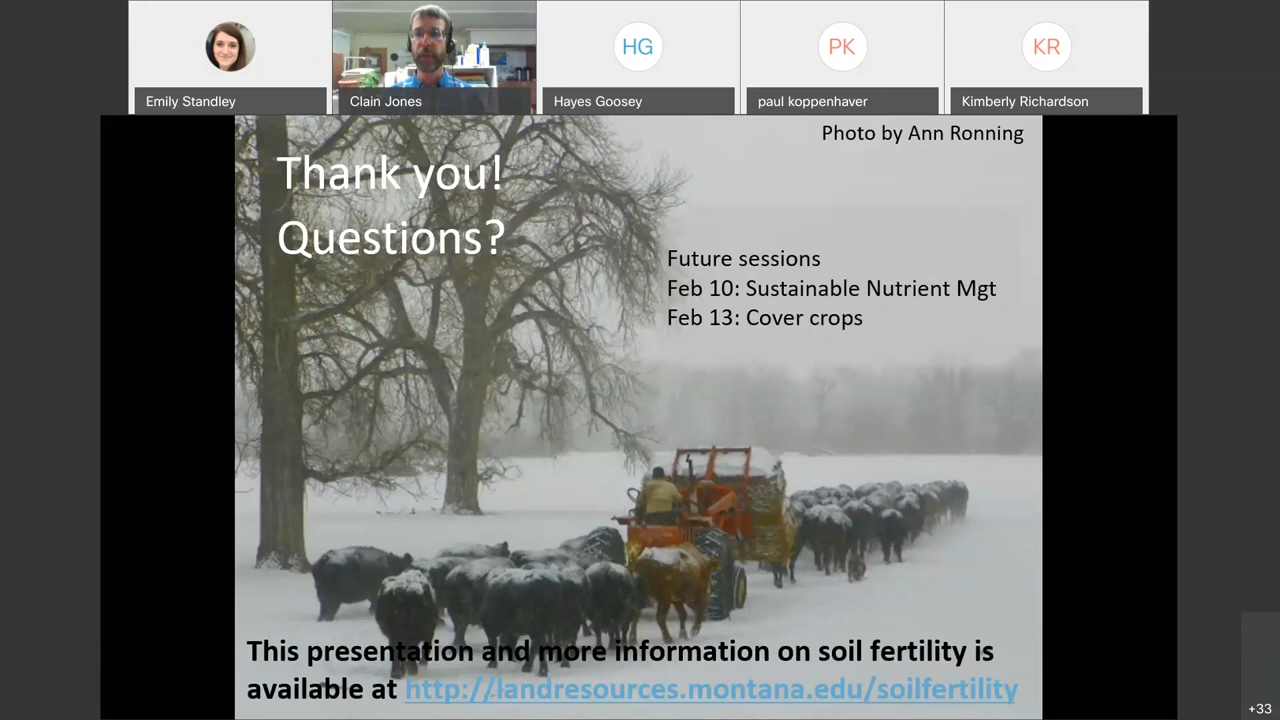 HG
PK
KR
Emily Standley
Clain Jones
Hayes Goosey
paul koppenhaver
Kimberly Richardson
Photo by Ann Ronning
Thank you!
Questions?
Future sessions
Feb 10: Sustainable Nutrient Mgt
Feb 13: Cover crops
This presentation and more information on soil fertility is
available at http://landresources.montana.edu/soilfertility
+33